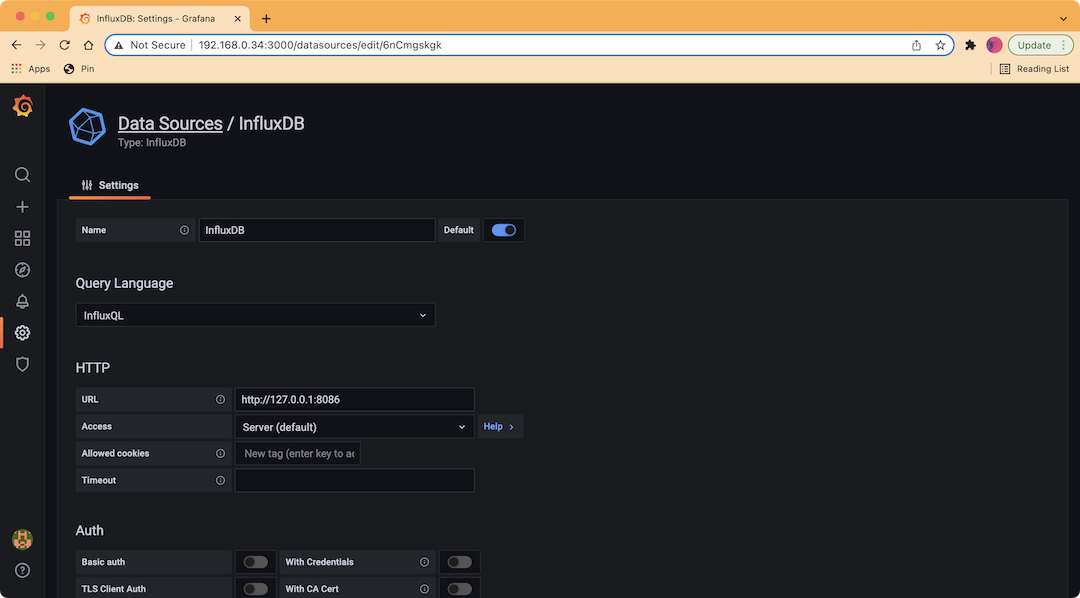 InfluxDB: Settings - Grafana
Not Secure 192.168.0.34:3000/datasources/edit/6nCmgskgk Update
Apps Pin Reading List
Data Sources / InfluxDB
Type: InfluxDB
Settings
Name InfluxDB Default
Query Language
InfluxQL
HTTP
URL http://127.0.0.1:8086
Access Server (default) Help >
Allowed cookies New tag (enter key to ac
Timeout
Auth
Basic auth With Credentials
TLS Client Auth With CA Cert